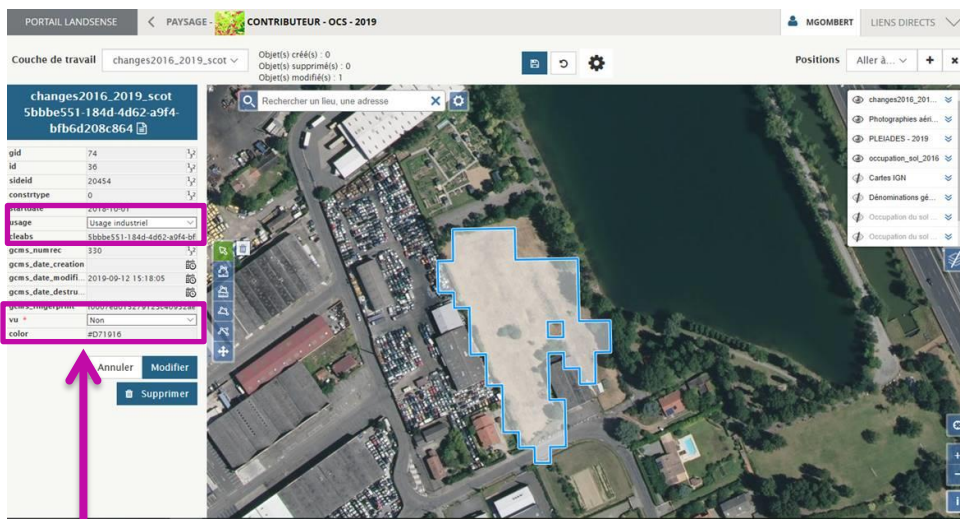 PORTAIL LANDSENSE
PAYSAGE - CONTRIBUTEUR - OCS - 2019
MGOMBERT
LIENS DIRECTS
Couche de travail
changes2016_2019_scot
Objet(s) créé(s) : 0
Objet(s) supprimé(s) : 0
Objet(s) modifié(s) : 1
Positions
Aller à...
changes2016_2019_scot
5bbbe551-184d-4d62-a9f4-
bfb6d208c864
gid 74
id 36
sideid 20454
constrtype 0
startdate 2018-10-01
usage Usage industriel
cleabs 5bbbe551-184d-4d62-a9f4-bf
gcms_numrec 330
gcms_date_creation
gcms_date_modifi... 2019-09-12 15:18:05
gcms_date_destru...
gcms_fingerprint
vu * Non
color #D71916
Annuler
Modifier
Supprimer
Rechercher un lieu, une adresse
changes2016_201...
Photographies aéri...
PLEIADES - 2019
occupation_sol_2016
Cartes IGN
Dénominations gé...
Occupation du sol ...
Occupation du sol ...